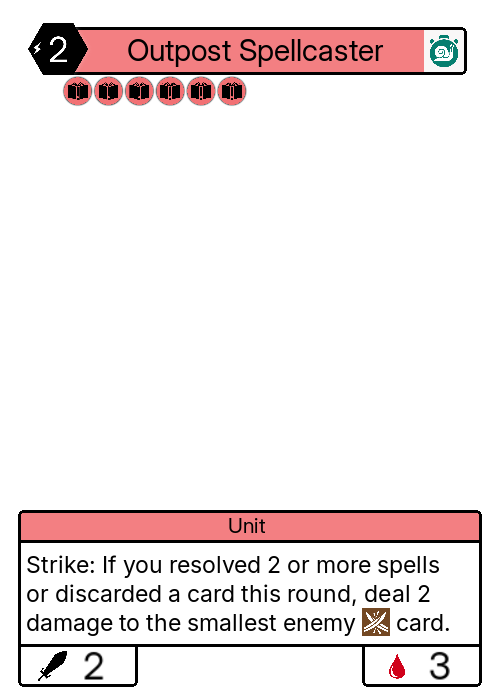 2 Outpost Spellcaster
Unit
Strike: If you resolved 2 or more spells
or discarded a card this round, deal 2
damage to the smallest enemy card.
2 3